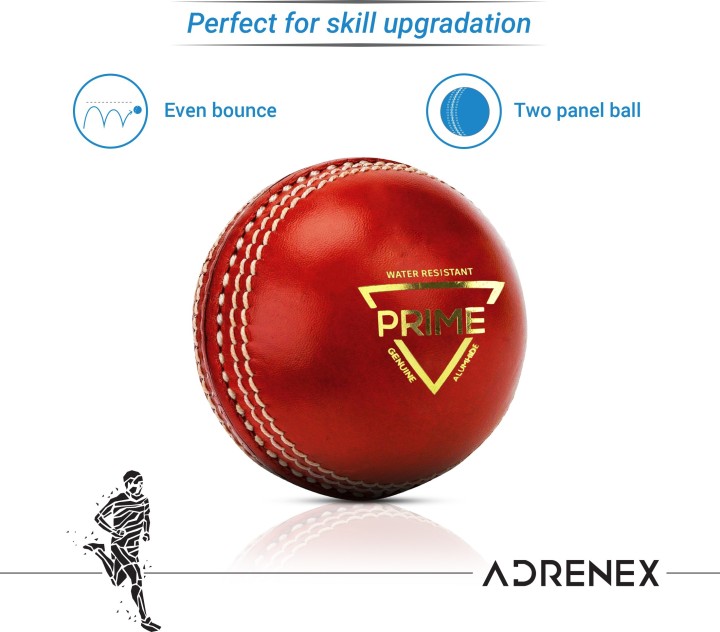 Perfect for skill upgradation
Even bounce
Two panel ball
WATER RESISTANT
PRIME
GENUINE
ALUMHIDE
ADRENEX